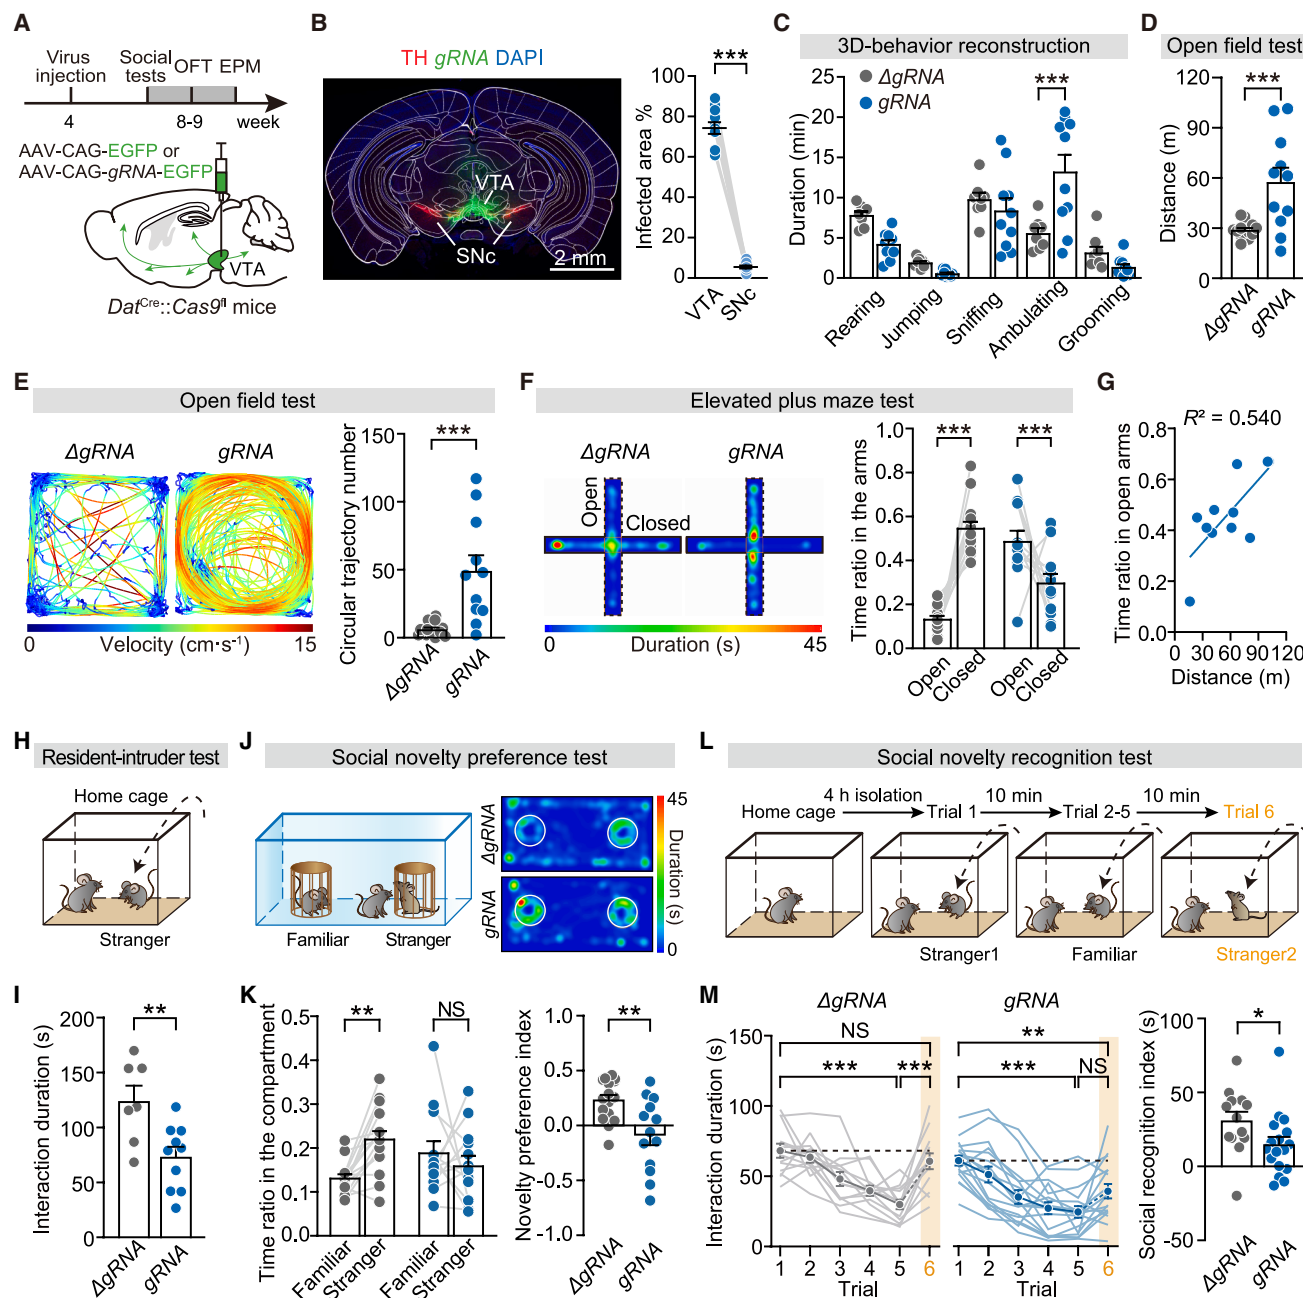 A
Virus
injection
Social
tests
OFT
EPM
4
8-9
week
AAV-CAG-EGFP or
AAV-CAG-gRNA-EGFP
VTA
Dat^Cre::Cas9^fl mice
B
TH gRNA DAPI
VTA
SNc
2 mm
***
Infected area %
100
80
60
40
20
0
VTA
SNc
C
3D-behavior reconstruction
ΔgRNA
gRNA
***
Duration (min)
25
20
15
10
5
0
Rearing
Jumping
Sniffing
Ambulating
Grooming
D
Open field test
***
Distance (m)
120
90
60
30
0
ΔgRNA
gRNA
E
Open field test
ΔgRNA
gRNA
0
Velocity (cm·s⁻¹)
15
***
Circular trajectory number
150
100
50
0
ΔgRNA
gRNA
F
Elevated plus maze test
ΔgRNA
gRNA
Open
Closed
0
Duration (s)
45
Time ratio in the arms
1.0
0.8
0.6
0.4
0.2
0.0
***
***
Open
Closed
Open
Closed
G
R² = 0.540
Time ratio in open arms
0.8
0.6
0.4
0.2
0.0
0
30
60
90
120
Distance (m)
H
Resident-intruder test
Home cage
Stranger
J
Social novelty preference test
Familiar
Stranger
ΔgRNA
gRNA
45
Duration (s)
0
L
Social novelty recognition test
Home cage
4 h isolation
Trial 1
10 min
Trial 2-5
10 min
Trial 6
Stranger1
Familiar
Stranger2
I
**
Interaction duration (s)
200
150
100
50
0
ΔgRNA
gRNA
K
Time ratio in the compartment
0.5
0.4
0.3
0.2
0.1
0.0
**
NS
Familiar
Stranger
Familiar
Stranger
**
Novelty preference index
1.0
0.5
0.0
-0.5
-1.0
ΔgRNA
gRNA
M
ΔgRNA
gRNA
Interaction duration (s)
150
100
50
0
NS
***
***
**
***
NS
1 2 3 4 5 6
Trial
1 2 3 4 5 6
Trial
*
Social recognition index (s)
100
50
0
-50
ΔgRNA
gRNA